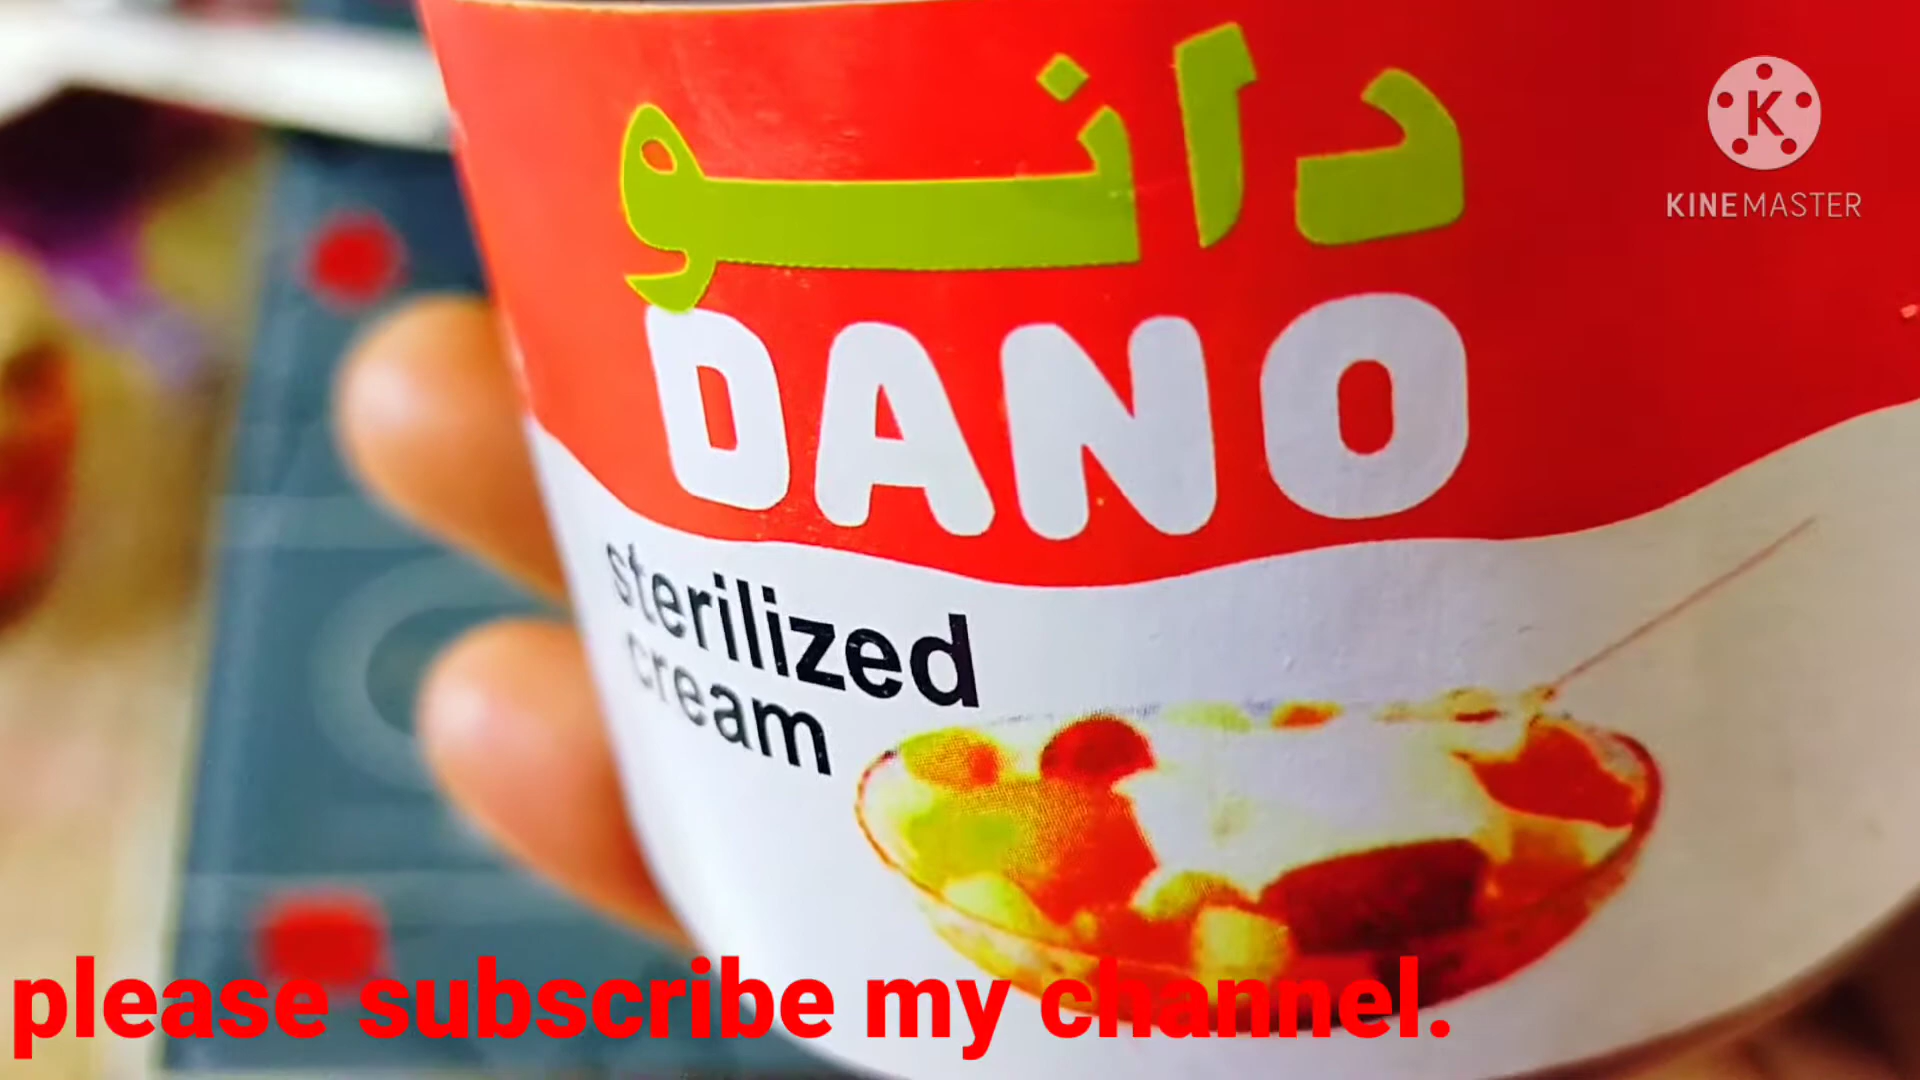 دانو
DANO
sterilized
cream
K
KINEMASTER
please subscribe my channel.